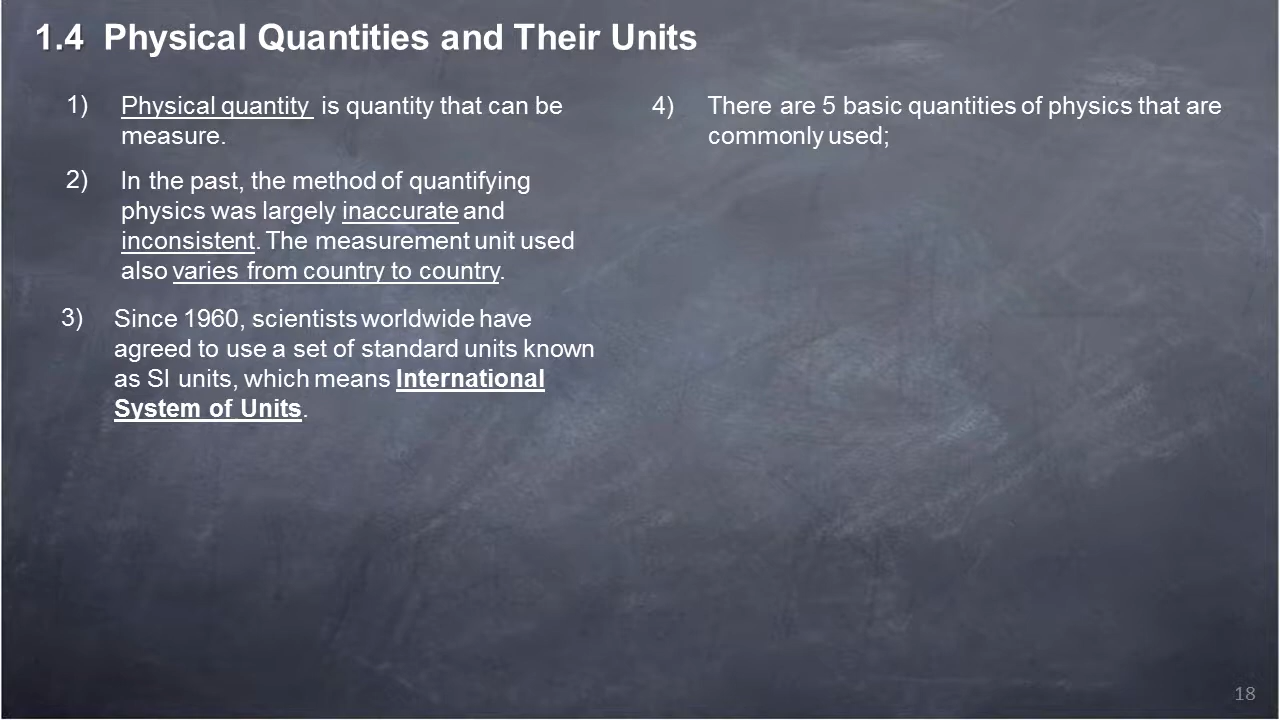 1.4 Physical Quantities and Their Units
1) Physical quantity is quantity that can be
measure.
2) In the past, the method of quantifying
physics was largely inaccurate and
inconsistent. The measurement unit used
also varies from country to country.
3) Since 1960, scientists worldwide have
agreed to use a set of standard units known
as SI units, which means International
System of Units.
4) There are 5 basic quantities of physics that are
commonly used;
18